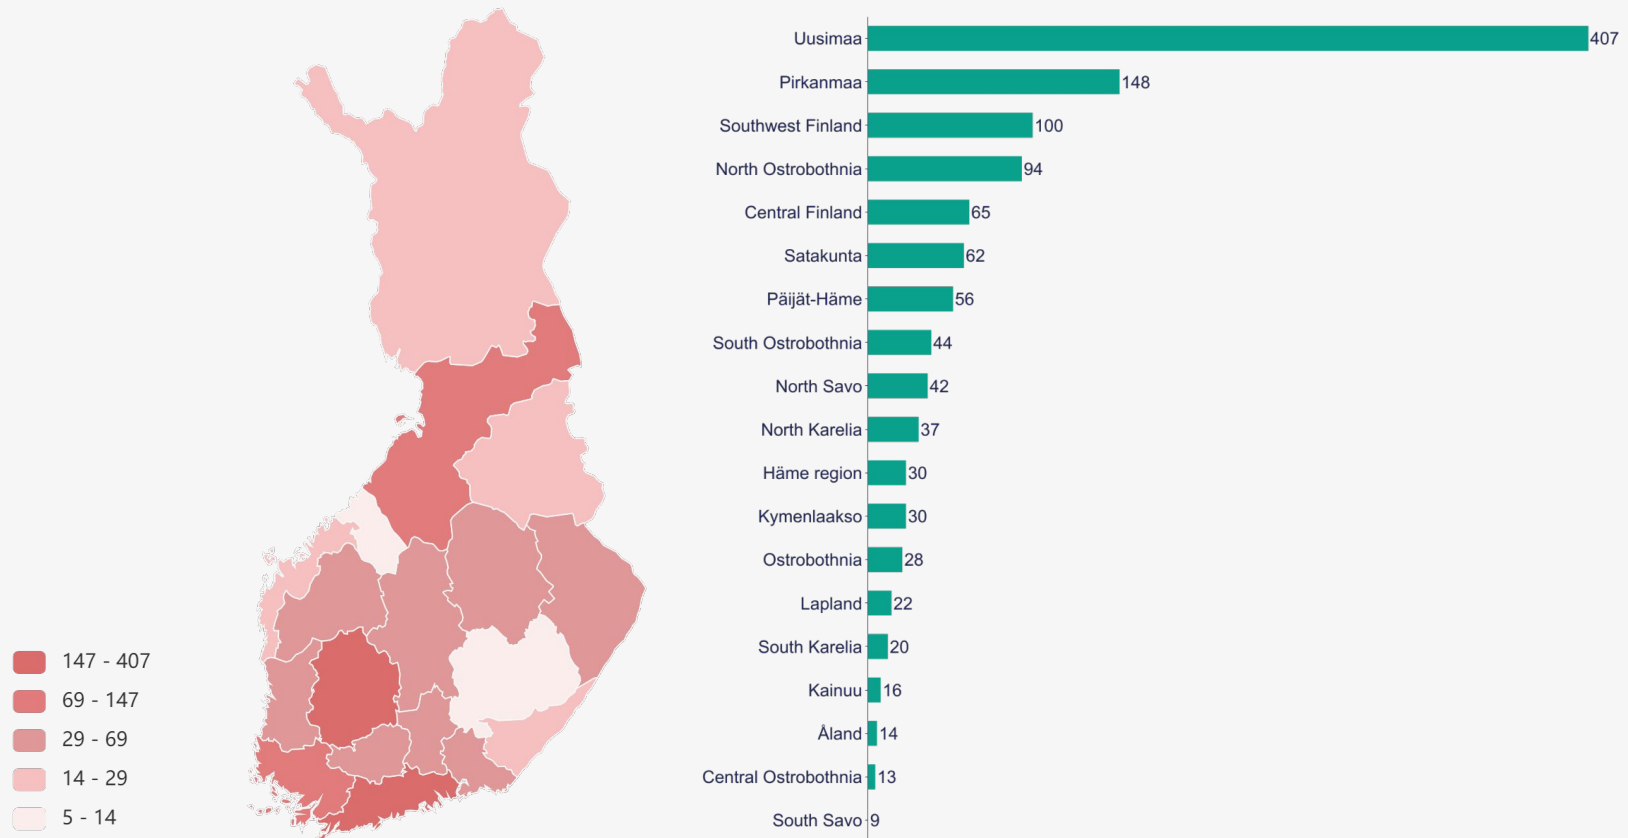 147 - 407
69 - 147
29 - 69
14 - 29
5 - 14
Uusimaa 407
Pirkanmaa 148
Southwest Finland 100
North Ostrobothnia 94
Central Finland 65
Satakunta 62
Päijät-Häme 56
South Ostrobothnia 44
North Savo 42
North Karelia 37
Häme region 30
Kymenlaakso 30
Ostrobothnia 28
Lapland 22
South Karelia 20
Kainuu 16
Åland 14
Central Ostrobothnia 13
South Savo 9